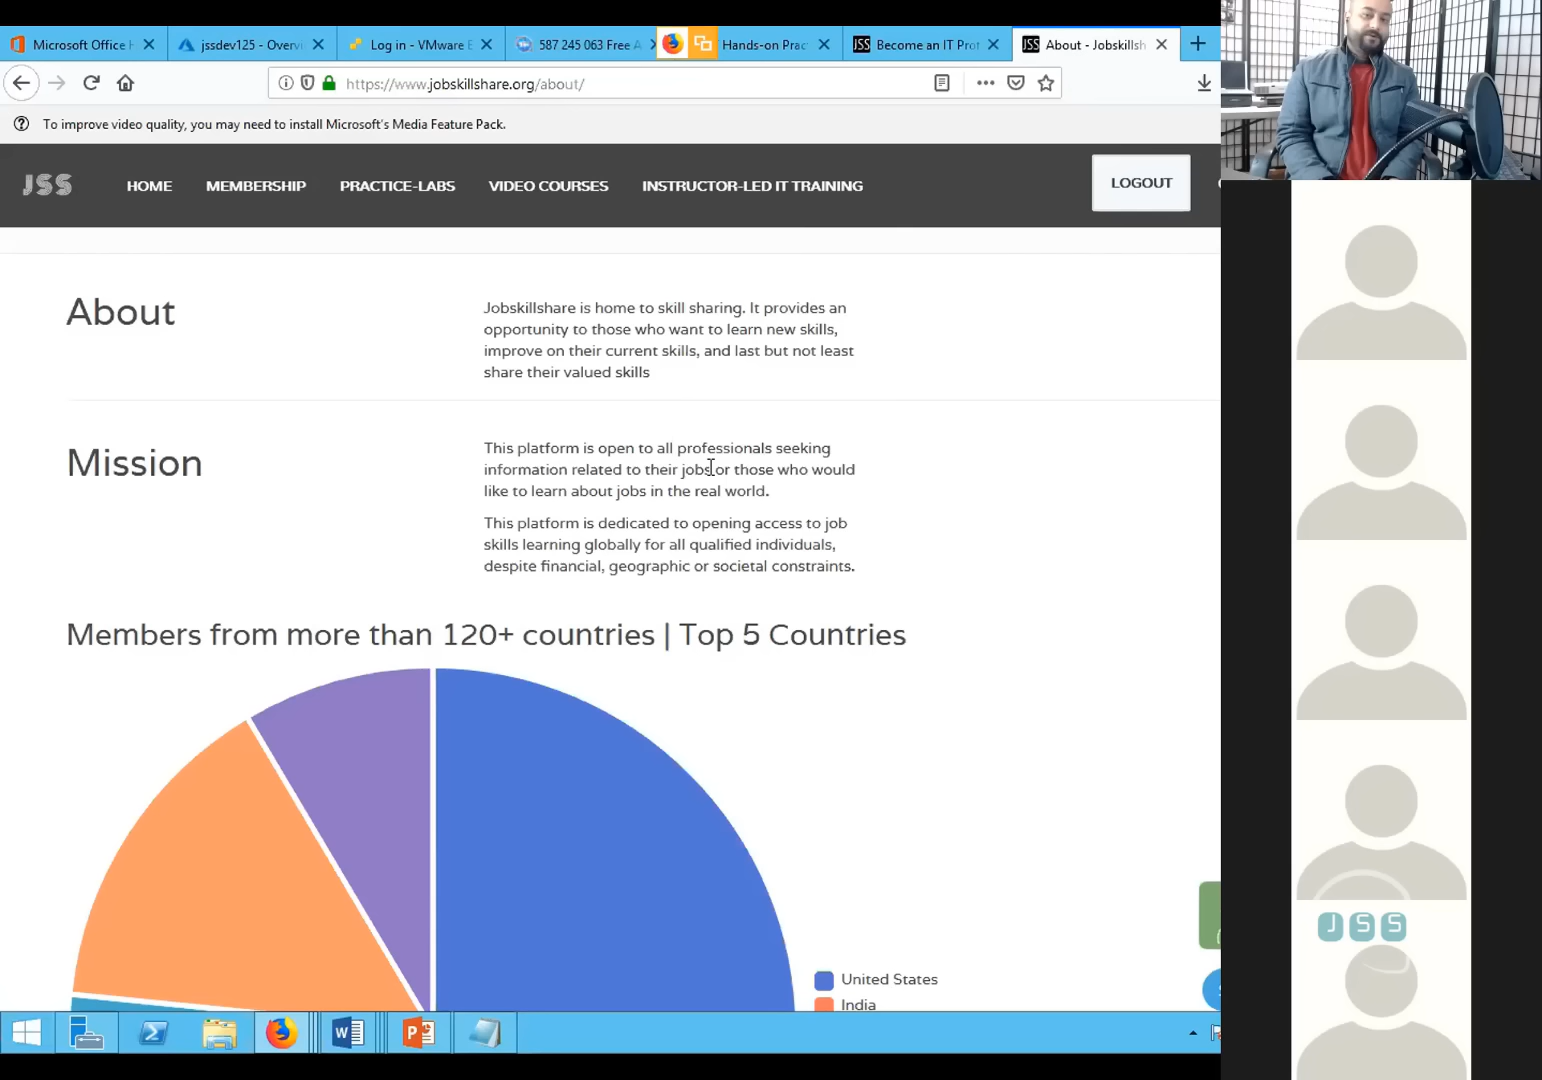 Microsoft Office H
jssdev125 - Overvi
Log in - VMware E
587 245 063 Free A
Hands-on Prac
JSS Become an IT Prof
JSS About - Jobskillsh
https://www.jobskillshare.org/about/
To improve video quality, you may need to install Microsoft's Media Feature Pack.
JSS HOME MEMBERSHIP PRACTICE-LABS VIDEO COURSES INSTRUCTOR-LED IT TRAINING LOGOUT
About
Jobskillshare is home to skill sharing. It provides an
opportunity to those who want to learn new skills,
improve on their current skills, and last but not least
share their valued skills
Mission
This platform is open to all professionals seeking
information related to their jobs or those who would
like to learn about jobs in the real world.
This platform is dedicated to opening access to job
skills learning globally for all qualified individuals,
despite financial, geographic or societal constraints.
Members from more than 120+ countries | Top 5 Countries
United States
India
JSS